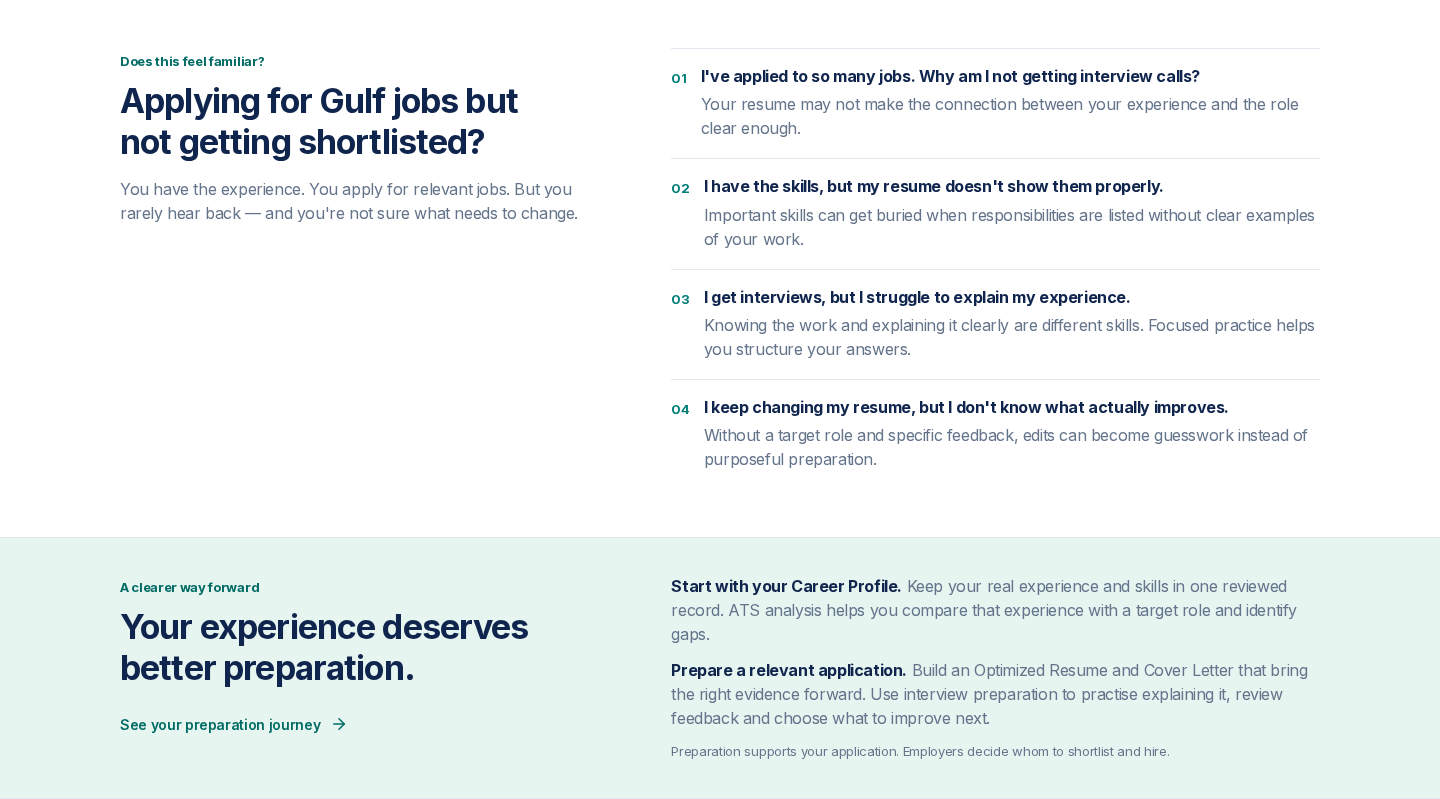 Does this feel familiar?
Applying for Gulf jobs but
not getting shortlisted?
You have the experience. You apply for relevant jobs. But you
rarely hear back — and you're not sure what needs to change.
01 I've applied to so many jobs. Why am I not getting interview calls?
Your resume may not make the connection between your experience and the role
clear enough.
02 I have the skills, but my resume doesn't show them properly.
Important skills can get buried when responsibilities are listed without clear examples
of your work.
03 I get interviews, but I struggle to explain my experience.
Knowing the work and explaining it clearly are different skills. Focused practice helps
you structure your answers.
04 I keep changing my resume, but I don't know what actually improves.
Without a target role and specific feedback, edits can become guesswork instead of
purposeful preparation.
A clearer way forward
Your experience deserves
better preparation.
See your preparation journey →
Start with your Career Profile. Keep your real experience and skills in one reviewed
record. ATS analysis helps you compare that experience with a target role and identify
gaps.
Prepare a relevant application. Build an Optimized Resume and Cover Letter that bring
the right evidence forward. Use interview preparation to practise explaining it, review
feedback and choose what to improve next.
Preparation supports your application. Employers decide whom to shortlist and hire.